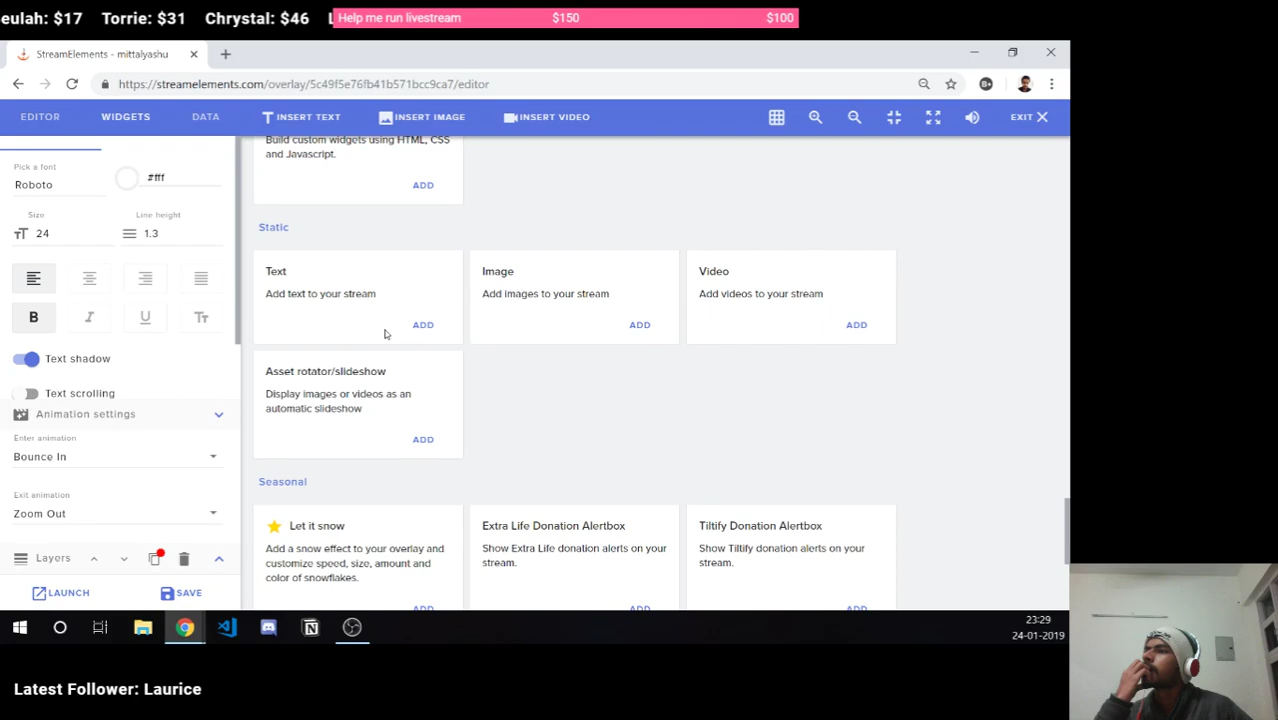 eulah: $17 Torrie: $31 Chrystal: $46 L
Help me run livestream $150 $100
StreamElements - mittalyashu
https://streamelements.com/overlay/5c49f5e76fb41b571bcc9ca7/editor
EDITOR WIDGETS DATA INSERT TEXT INSERT IMAGE INSERT VIDEO EXIT
Pick a font
Roboto
#fff
Size
24
Line height
1.3
B I U Tт
Text shadow
Text scrolling
Animation settings
Enter animation
Bounce In
Exit animation
Zoom Out
Layers
LAUNCH SAVE
Build custom widgets using HTML, CSS
and Javascript.
ADD
Static
Text
Add text to your stream
ADD
Image
Add images to your stream
ADD
Video
Add videos to your stream
ADD
Asset rotator/slideshow
Display images or videos as an
automatic slideshow
ADD
Seasonal
Let it snow
Add a snow effect to your overlay and
customize speed, size, amount and
color of snowflakes.
ADD
Extra Life Donation Alertbox
Show Extra Life donation alerts on your
stream.
ADD
Tiltify Donation Alertbox
Show Tiltify donation alerts on your
stream.
ADD
23:29
24-01-2019
Latest Follower: Laurice